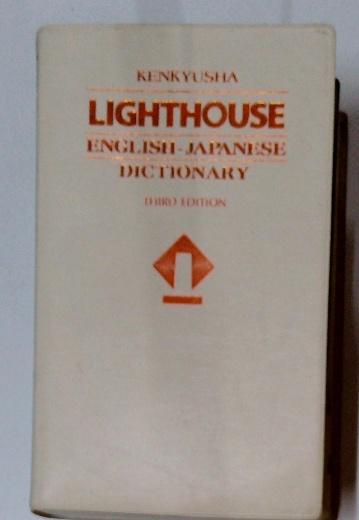 KENKYUSHA
LIGHTHOUSE
ENGLISH-JAPANESE
DICTIONARY
THIRD EDITION